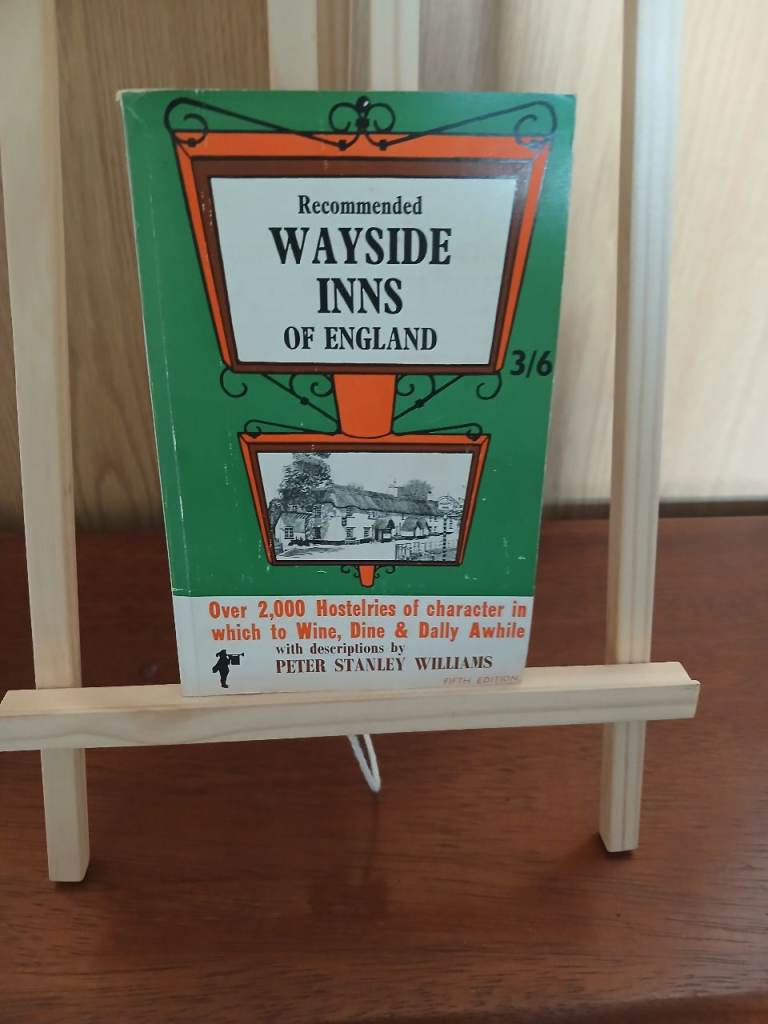 Recommended
WAYSIDE
INNS
OF ENGLAND
3/6
Over 2,000 Hostelries of character in
which to Wine, Dine & Dally Awhile
with descriptions by
PETER STANLEY WILLIAMS
FIFTH EDITION